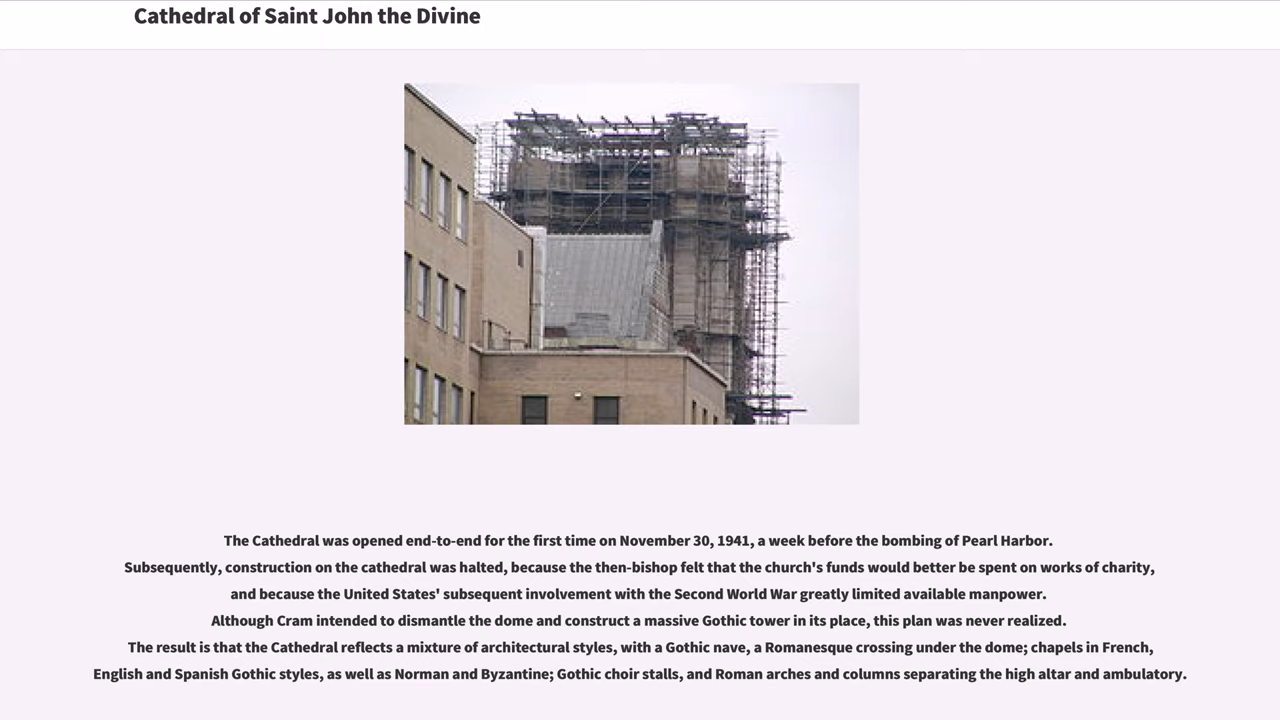 Cathedral of Saint John the Divine
The Cathedral was opened end-to-end for the first time on November 30, 1941, a week before the bombing of Pearl Harbor.
Subsequently, construction on the cathedral was halted, because the then-bishop felt that the church's funds would better be spent on works of charity,
and because the United States' subsequent involvement with the Second World War greatly limited available manpower.
Although Cram intended to dismantle the dome and construct a massive Gothic tower in its place, this plan was never realized.
The result is that the Cathedral reflects a mixture of architectural styles, with a Gothic nave, a Romanesque crossing under the dome; chapels in French,
English and Spanish Gothic styles, as well as Norman and Byzantine; Gothic choir stalls, and Roman arches and columns separating the high altar and ambulatory.